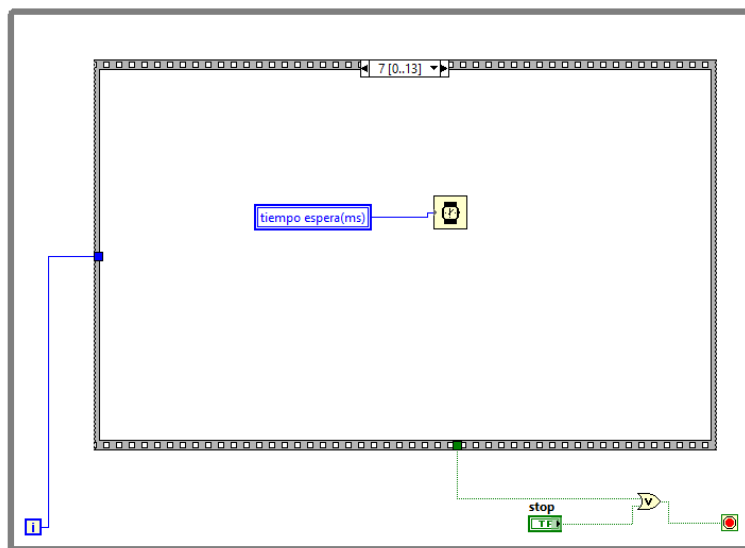 7 [0..13]
tiempo espera(ms)
stop
TF
i